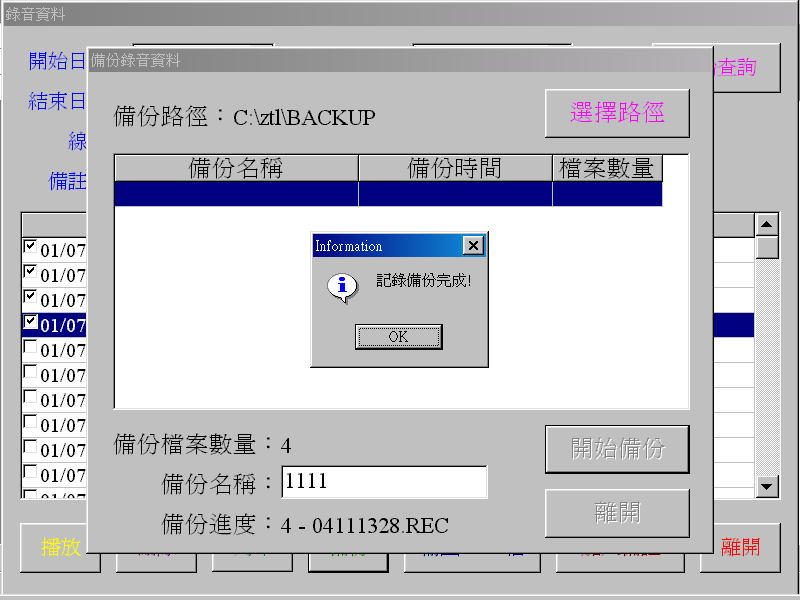 錄音資料
開始日
備份錄音資料
查詢
結束日
備份路徑：C:\ztl\BACKUP
選擇路徑
線
備註
備份名稱 備份時間 檔案數量
01/07
01/07
01/07
01/07
01/07
01/07
01/07
01/07
01/07
01/07
Information
記錄備份完成!
OK
備份檔案數量：4
開始備份
備份名稱：1111
備份進度：4 - 04111328.REC
離開
播放
離開